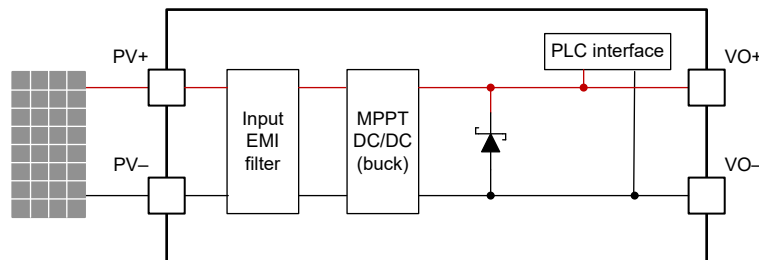 PLC interface
PV+
VO+
Input
EMI
filter
MPPT
DC/DC
(buck)
PV–
VO–